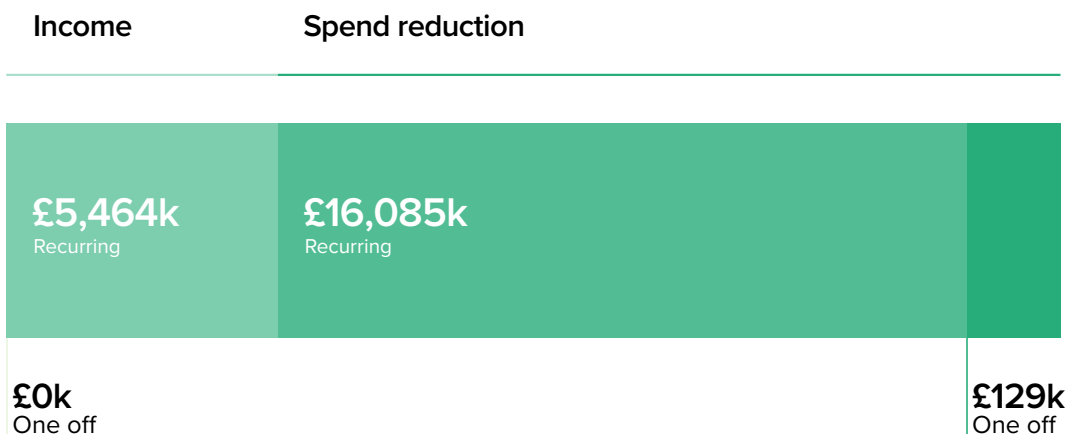 Income
Spend reduction
£5,464k
Recurring
£16,085k
Recurring
£0k
One off
£129k
One off